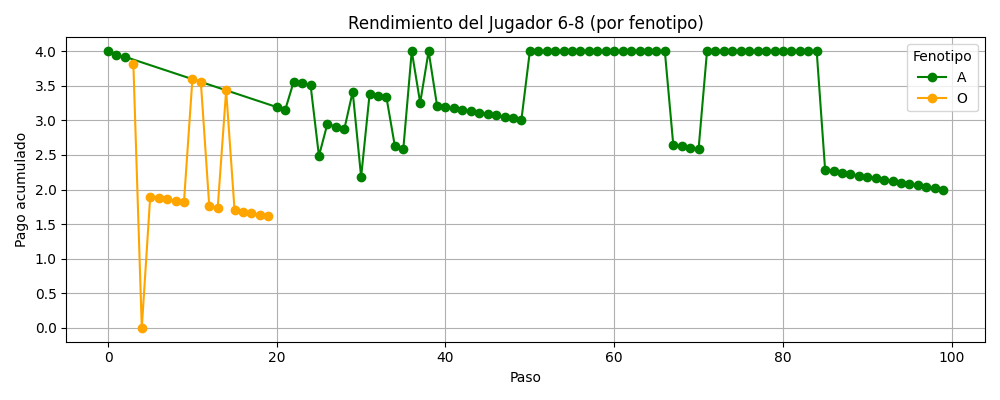 Rendimiento del Jugador 6-8 (por fenotipo)
Pago acumulado
4.0
3.5
3.0
2.5
2.0
1.5
1.0
0.5
0.0
Fenotipo
A
O
0 20 40 60 80 100
Paso